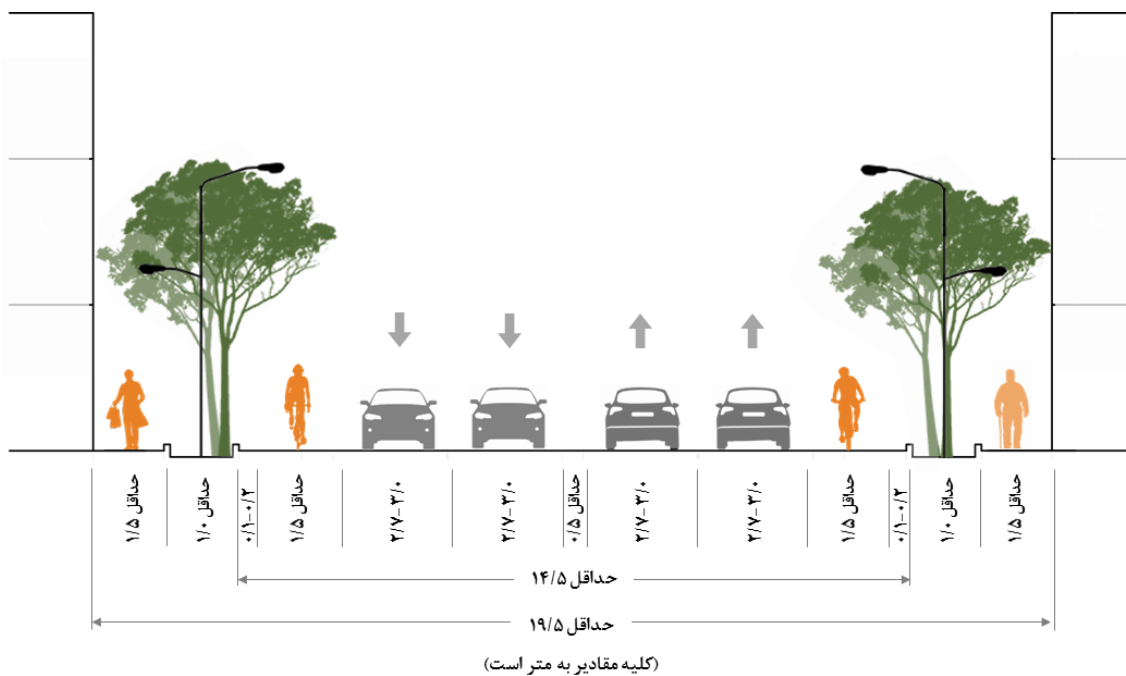 حداقل ۱/۵
حداقل ۱/۰
۰/۱-۰/۲
حداقل ۱/۵
۲/۷-۳/۰
۲/۷-۳/۰
حداقل ۰/۵
۲/۷-۳/۰
۲/۷-۳/۰
حداقل ۱/۵
۰/۱-۰/۲
حداقل ۱/۰
حداقل ۱/۵
حداقل ۱۴/۵
حداقل ۱۹/۵
(کلیه مقادیر به متر است)